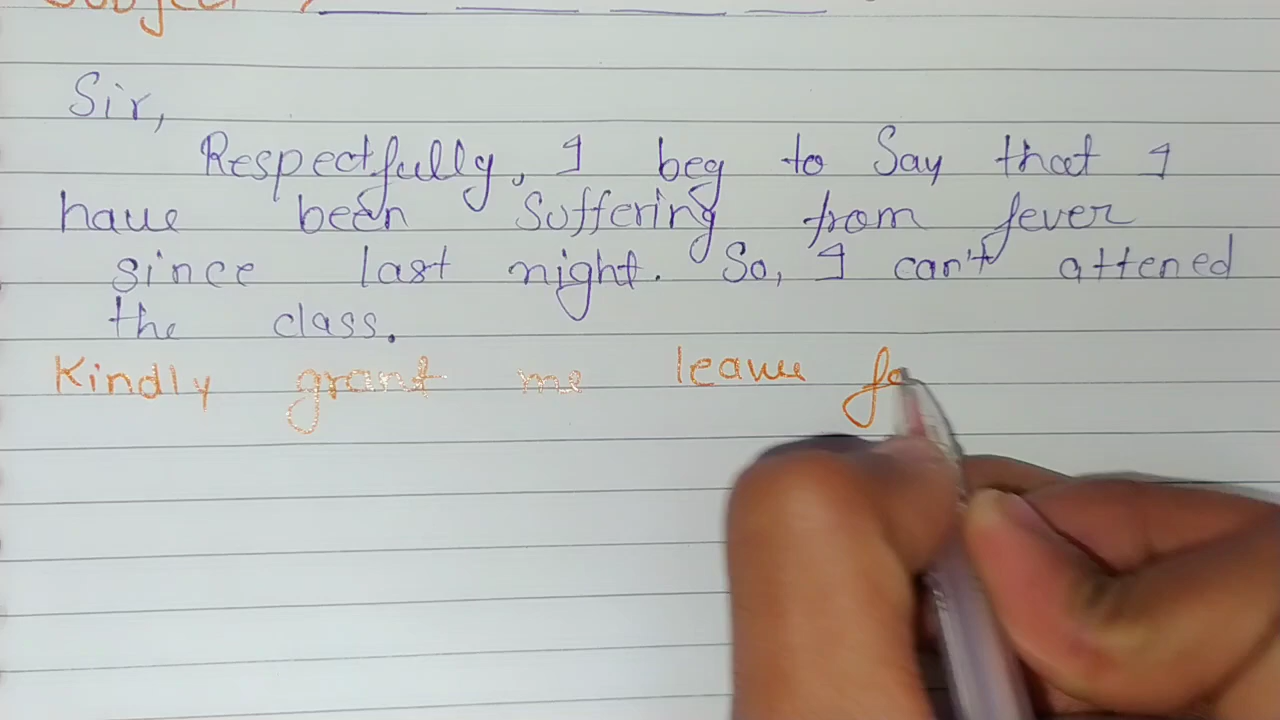 Subject
Sir,
Respectfully, I beg to Say that I
have been Suffering from fever
since last night. So, I can't attened
the class.
Kindly grant me leave fo